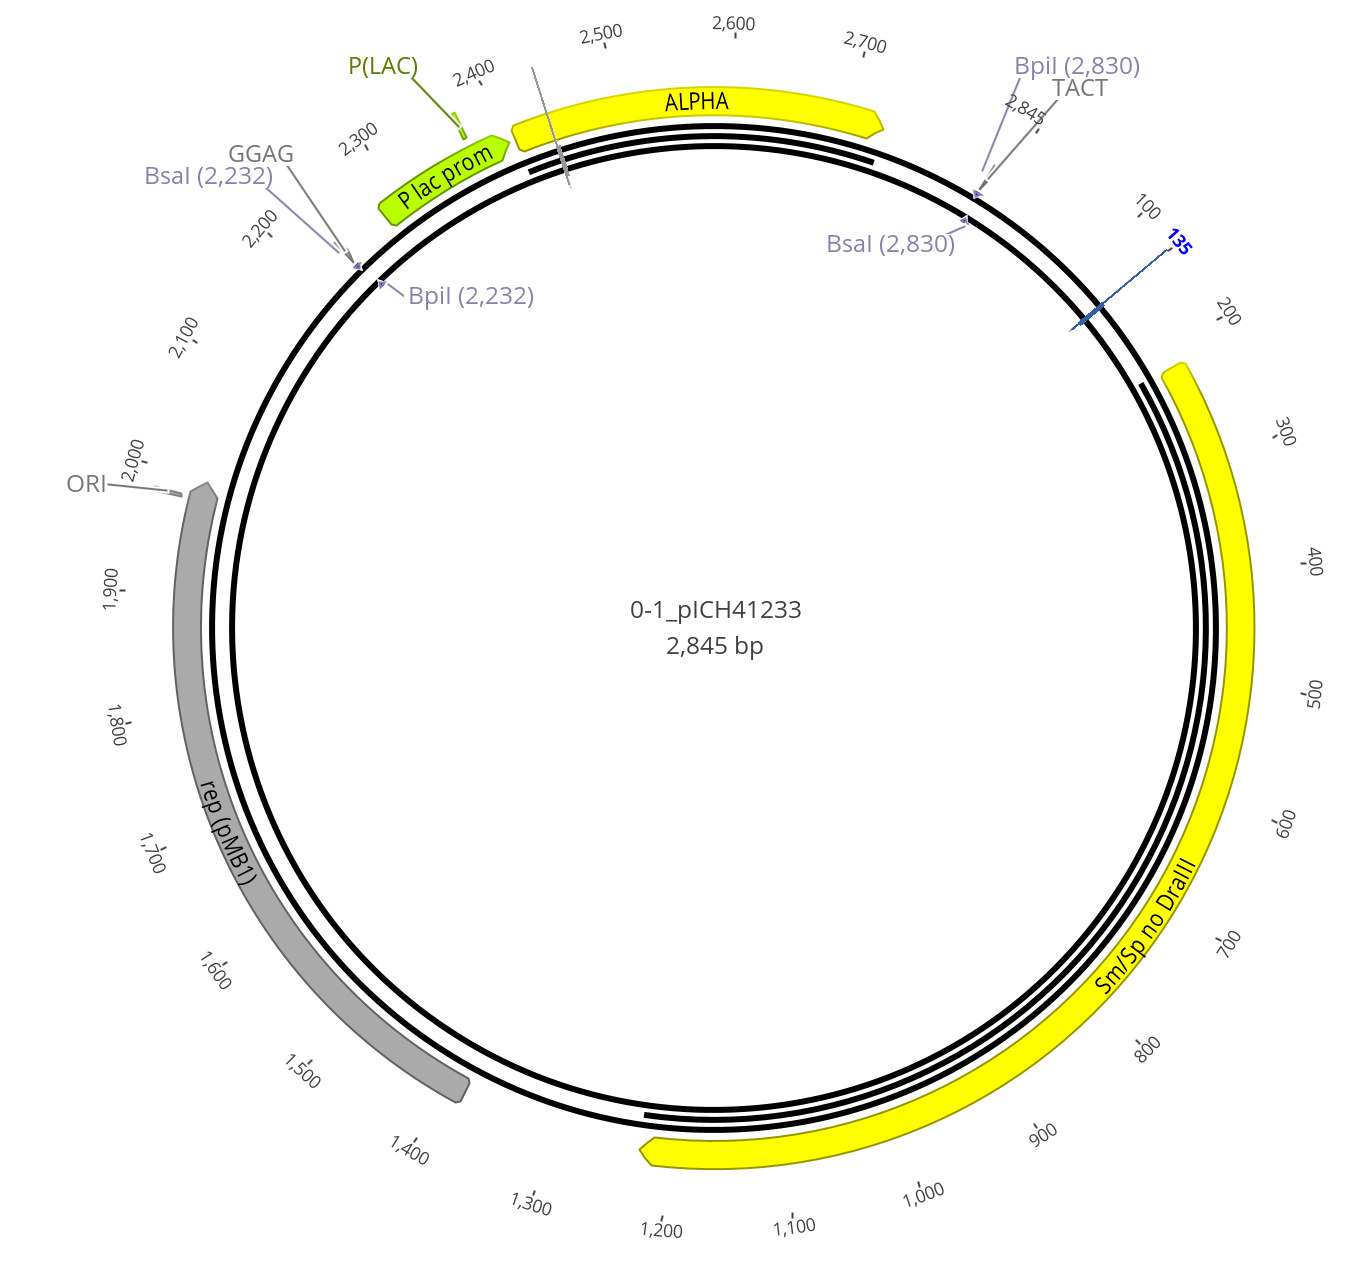 2,500
2,600
2,700
P(LAC)
2,400
BpiI (2,830)
TACT
2,845
ALPHA
2,300
GGAG
BsaI (2,232)
P lac prom
2,200
100
BsaI (2,830)
135
BpiI (2,232)
200
2,100
300
2,000
ORI
400
1,900
0-1_pICH41233
2,845 bp
500
1,800
600
rep (pMB1)
1,700
Sm/Sp no DraIII
700
1,600
800
1,500
900
1,400
1,000
1,300
1,200
1,100